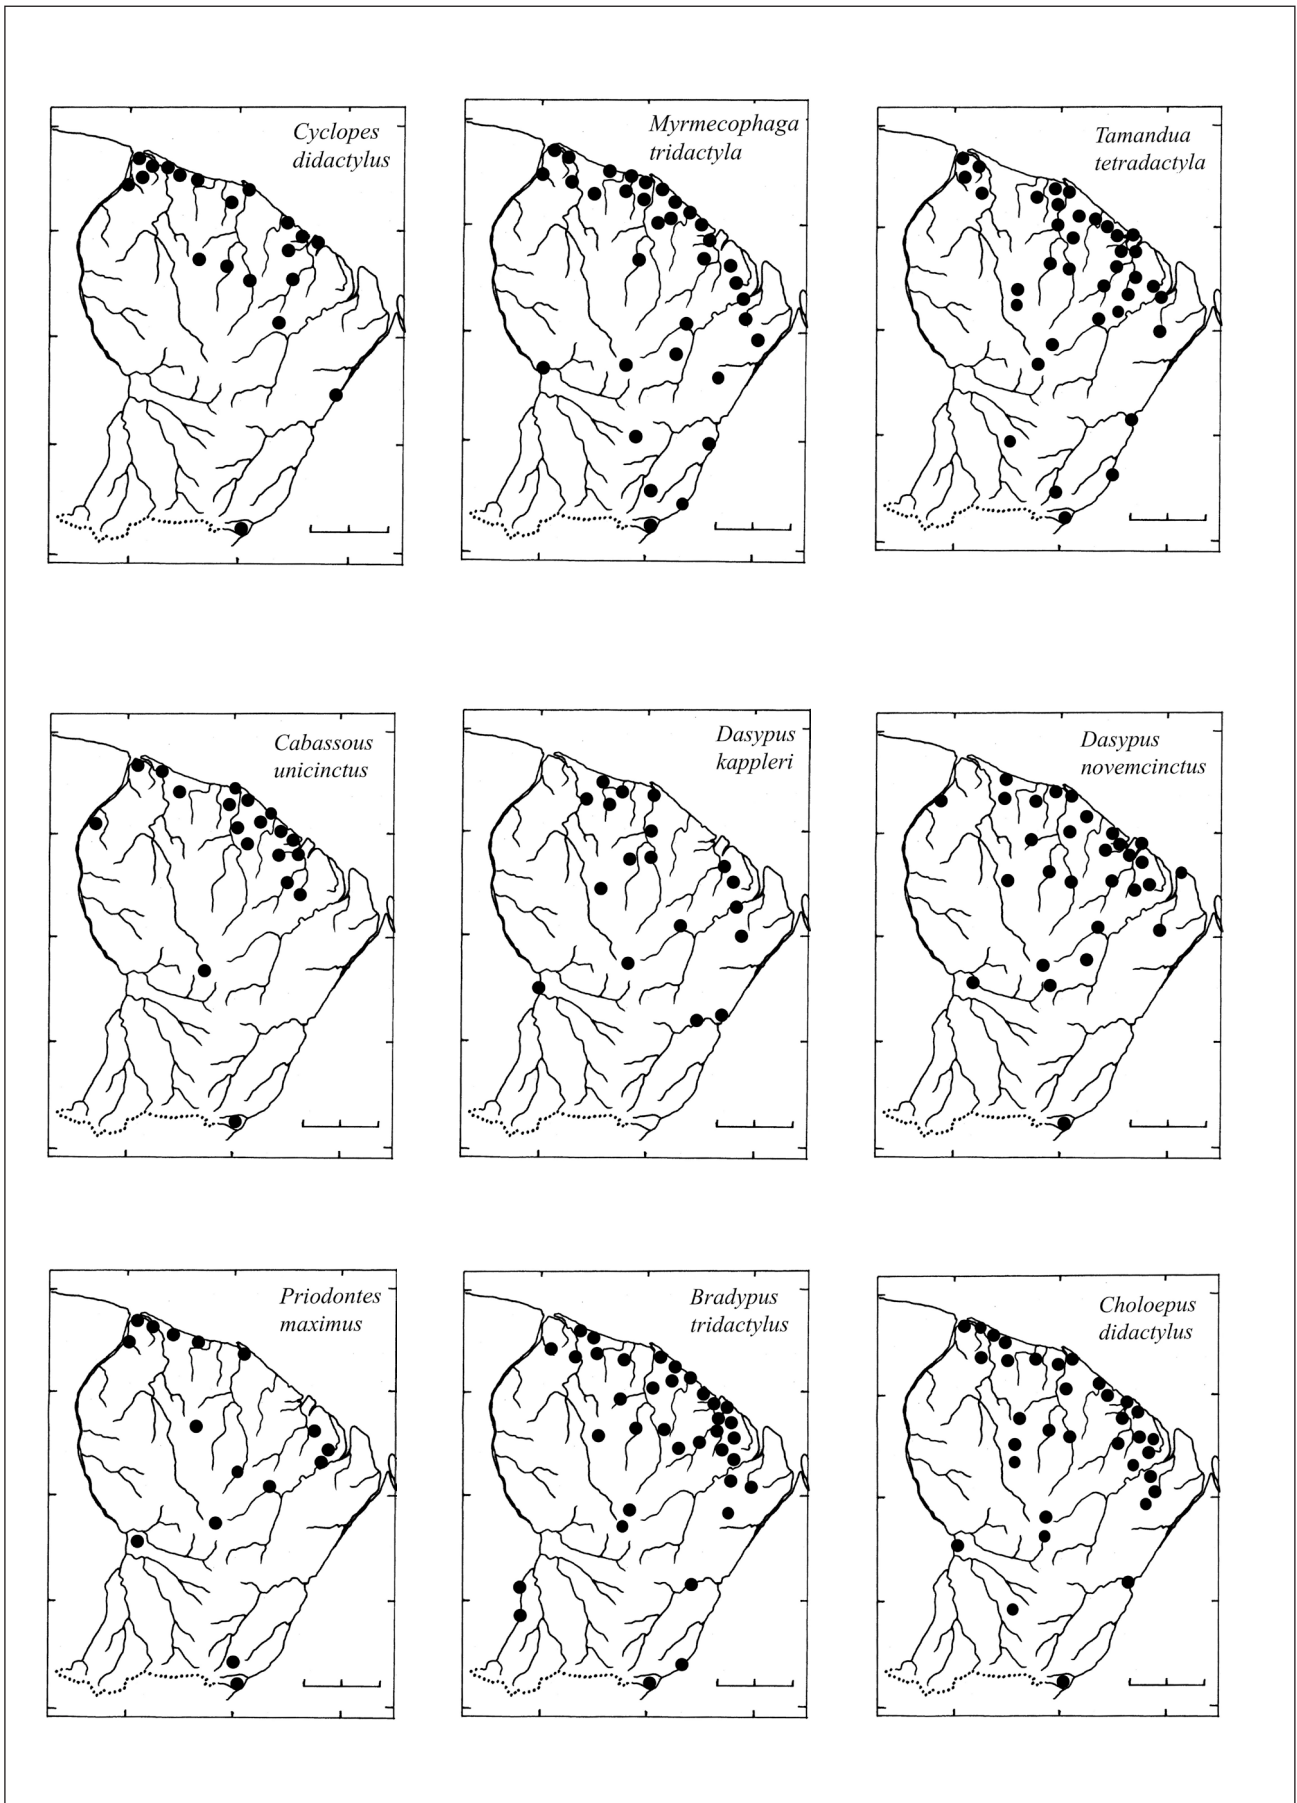 Cyclopes
didactylus
Myrmecophaga
tridactyla
Tamandua
tetradactyla
Cabassous
unicinctus
Dasypus
kappleri
Dasypus
novemcinctus
Priodontes
maximus
Bradypus
tridactylus
Choloepus
didactylus